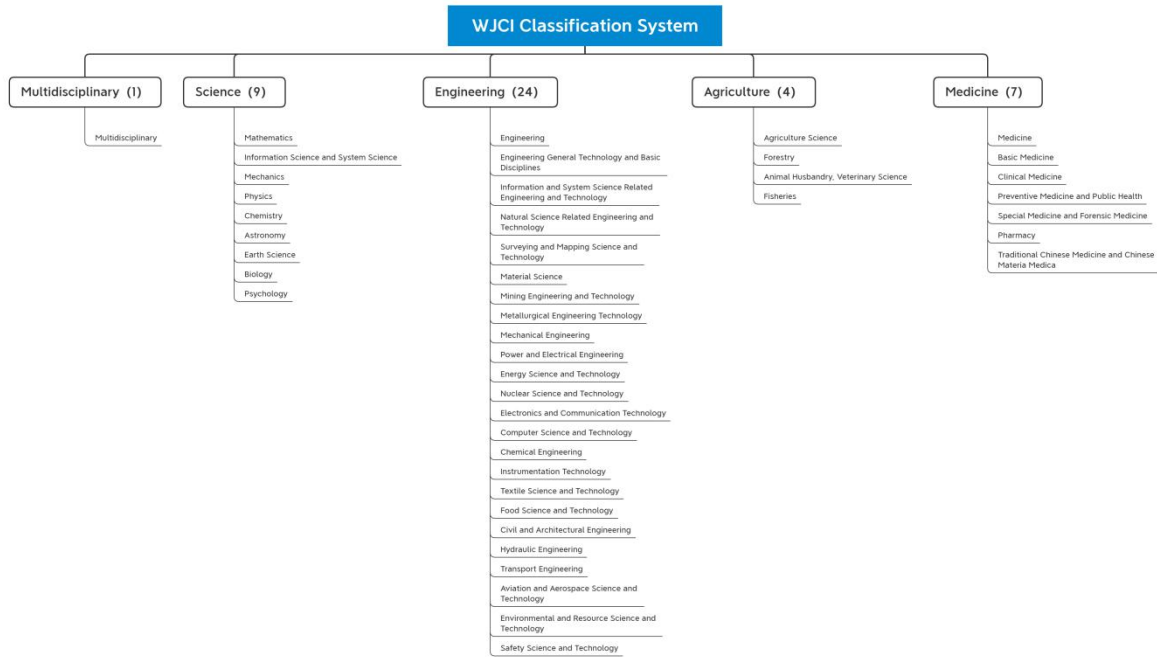 WJCI Classification System
Multidisciplinary (1)
Multidisciplinary
Science (9)
Mathematics
Information Science and System Science
Mechanics
Physics
Chemistry
Astronomy
Earth Science
Biology
Psychology
Engineering (24)
Engineering
Engineering General Technology and Basic
Disciplines
Information and System Science Related
Engineering and Technology
Natural Science Related Engineering and
Technology
Surveying and Mapping Science and
Technology
Material Science
Mining Engineering and Technology
Metallurgical Engineering Technology
Mechanical Engineering
Power and Electrical Engineering
Energy Science and Technology
Nuclear Science and Technology
Electronics and Communication Technology
Computer Science and Technology
Chemical Engineering
Instrumentation Technology
Textile Science and Technology
Food Science and Technology
Civil and Architectural Engineering
Hydraulic Engineering
Transport Engineering
Aviation and Aerospace Science and
Technology
Environmental and Resource Science and
Technology
Safety Science and Technology
Agriculture (4)
Agriculture Science
Forestry
Animal Husbandry, Veterinary Science
Fisheries
Medicine (7)
Medicine
Basic Medicine
Clinical Medicine
Preventive Medicine and Public Health
Special Medicine and Forensic Medicine
Pharmacy
Traditional Chinese Medicine and Chinese
Materia Medica